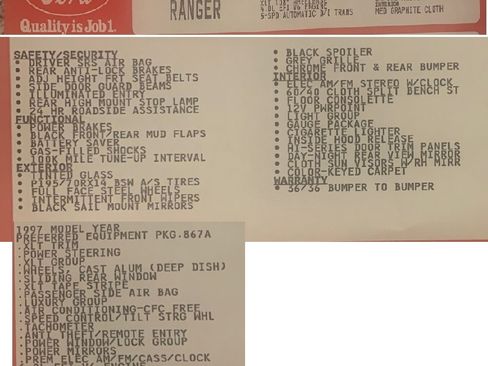 Ford
Quality is Job 1.
RANGER
5-SPD AUTOMATIC O/D TRANS
MED GRAPHITE CLOTH
SAFETY/SECURITY
• DRIVER SRS AIR BAG
• REAR ANTI-LOCK BRAKES
• ADJ HEIGHT FRT SEAT BELTS
• SIDE DOOR GUARD BEAMS
• ILLUMINATED ENTRY
• REAR HIGH MOUNT STOP LAMP
• 24 HR ROADSIDE ASSISTANCE
FUNCTIONAL
• POWER BRAKES
• BLACK FRONT/REAR MUD FLAPS
• BATTERY SAVER
• GAS-FILLED SHOCKS
• 100K MILE TUNE-UP INTERVAL
EXTERIOR
• TINTED GLASS
• P195/70RX14 BSW A/S TIRES
• FULL FACE STEEL WHEELS
• INTERMITTENT FRONT WIPERS
• BLACK SAIL MOUNT MIRRORS
• BLACK SPOILER
• GREY GRILLE
• CHROME FRONT & REAR BUMPER
INTERIOR
• ELEC AM/FM STEREO W/CLOCK
• 60/40 CLOTH SPLIT BENCH ST
• FLOOR CONSOLETTE
• 12V PWRPOINT
• LIGHT GROUP
• GAUGE PACKAGE
• CIGARETTE LIGHTER
• INSIDE HOOD RELEASE
• HI-SERIES DOOR TRIM PANELS
• DAY-NIGHT REAR VIEW MIRROR
• CLOTH SUN VISORS W/RH MIRR
• COLOR-KEYED CARPET
WARRANTY
• 36/36 BUMPER TO BUMPER
1997 MODEL YEAR
PREFERRED EQUIPMENT PKG.867A
.XLT TRIM
.POWER STEERING
.XLT GROUP
.WHEELS, CAST ALUM (DEEP DISH)
.SLIDING REAR WINDOW
.XLT TAPE STRIPE
.PASSENGER SIDE AIR BAG
.LUXURY GROUP
.AIR CONDITIONING-CFC FREE
.SPEED CONTROL/TILT STRG WHL
.TACHOMETER
.ANTI THEFT/REMOTE ENTRY
.POWER WINDOW/LOCK GROUP
.POWER MIRRORS
.PREM ELEC AM/FM/CASS/CLOCK